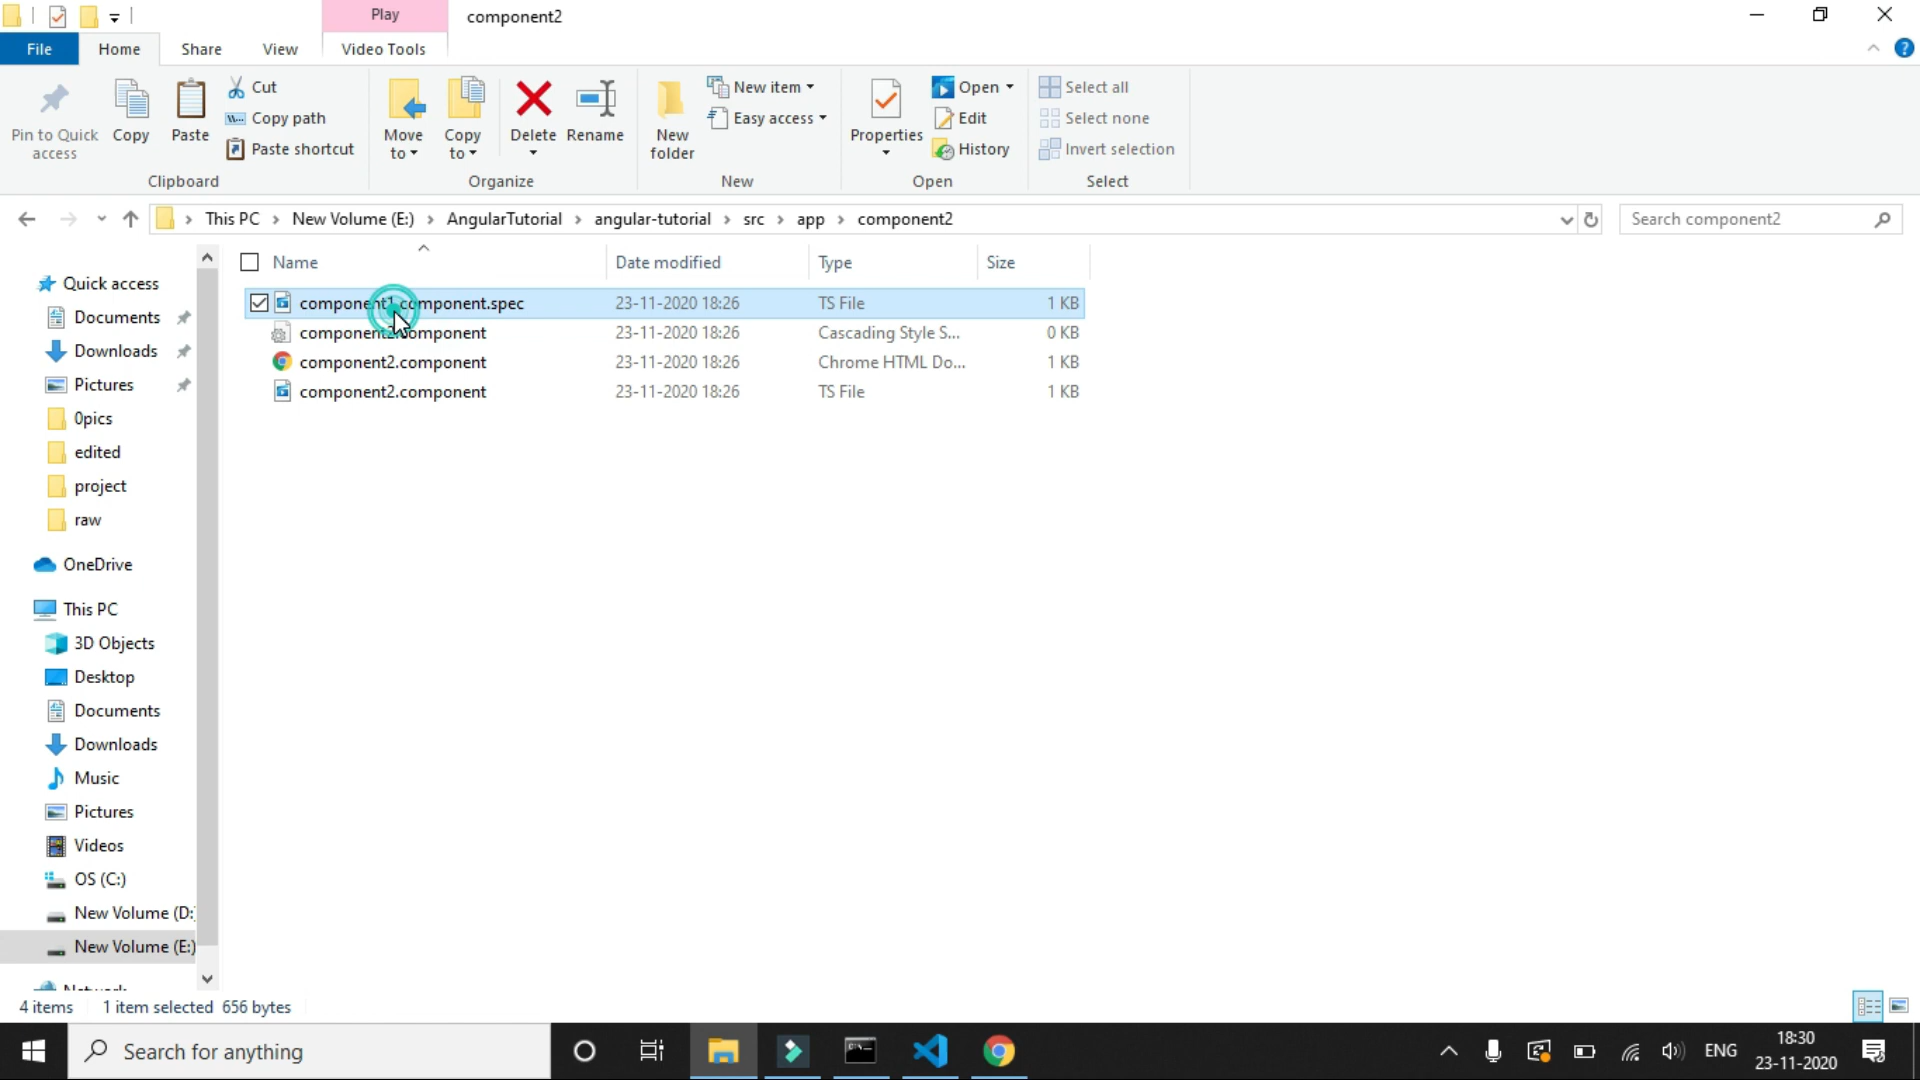 Play
component2
File
Home
Share
View
Video Tools
Pin to Quick access
Copy
Paste
Cut
Copy path
Paste shortcut
Clipboard
Move to
Copy to
Delete
Rename
Organize
New folder
New item
Easy access
New
Properties
Open
Edit
History
Open
Select all
Select none
Invert selection
Select
This PC > New Volume (E:) > AngularTutorial > angular-tutorial > src > app > component2
Search component2
Name Date modified Type Size
component1.component.spec 23-11-2020 18:26 TS File 1 KB
component2.component 23-11-2020 18:26 Cascading Style S... 0 KB
component2.component 23-11-2020 18:26 Chrome HTML Do... 1 KB
component2.component 23-11-2020 18:26 TS File 1 KB
Quick access
Documents
Downloads
Pictures
0pics
edited
project
raw
OneDrive
This PC
3D Objects
Desktop
Documents
Downloads
Music
Pictures
Videos
OS (C:)
New Volume (D:
New Volume (E:)
Network
4 items 1 item selected 656 bytes
Search for anything
ENG
18:30
23-11-2020